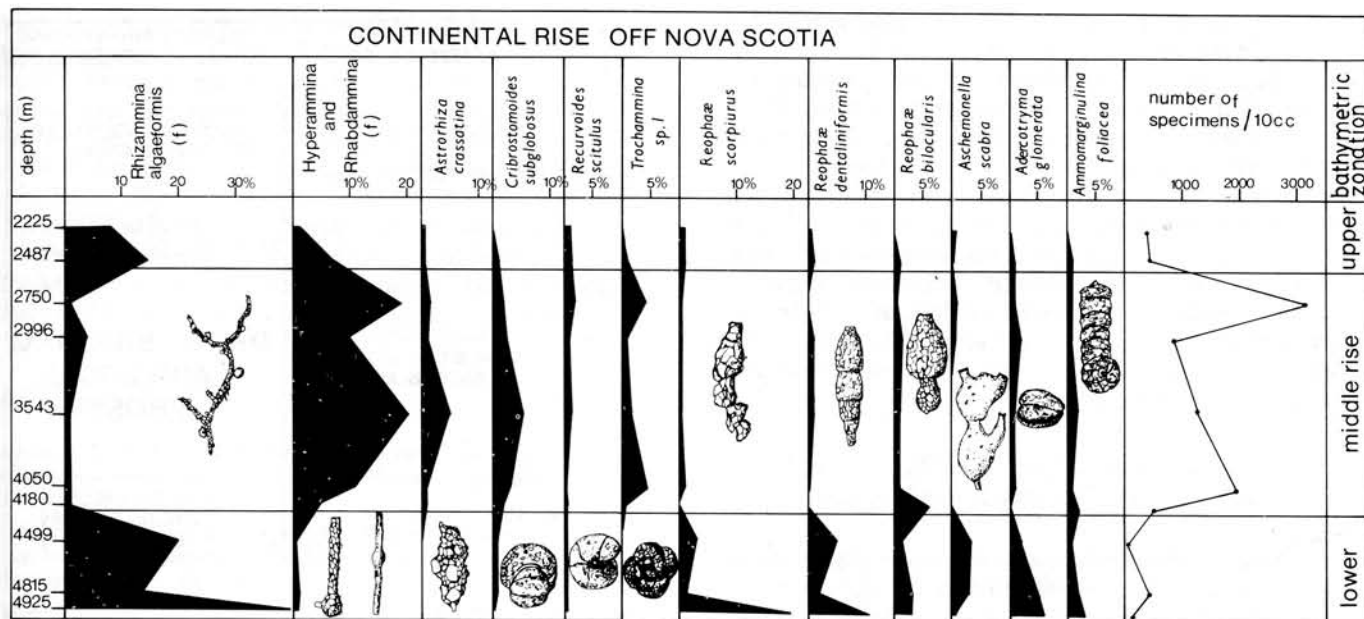 CONTINENTAL RISE OFF NOVA SCOTIA
depth (m)
Rhizammina
algaeformis
(f)
10
20
30%
Hyperammina
and
Rhabdammina
(f)
10%
20
Astrorhiza
crassatina
10%
Cribrostomoides
subglobosus
10%
Recurvoides
scitulus
5%
Trochammina
sp. I
5%
Reophax
scorpiurus
10%
20
Reophax
dentaliniformis
10%
Reophax
bilocularis
5%
Aschemonella
scabra
5%
Adercotryma
glomerata
5%
Ammomarginulina
foliacea
5%
number of
specimens / 10cc
1000
2000
3000
bathymetric
zonation
2225
2487
2750
2996
3543
4050
4180
4499
4815
4925
upper
middle rise
lower